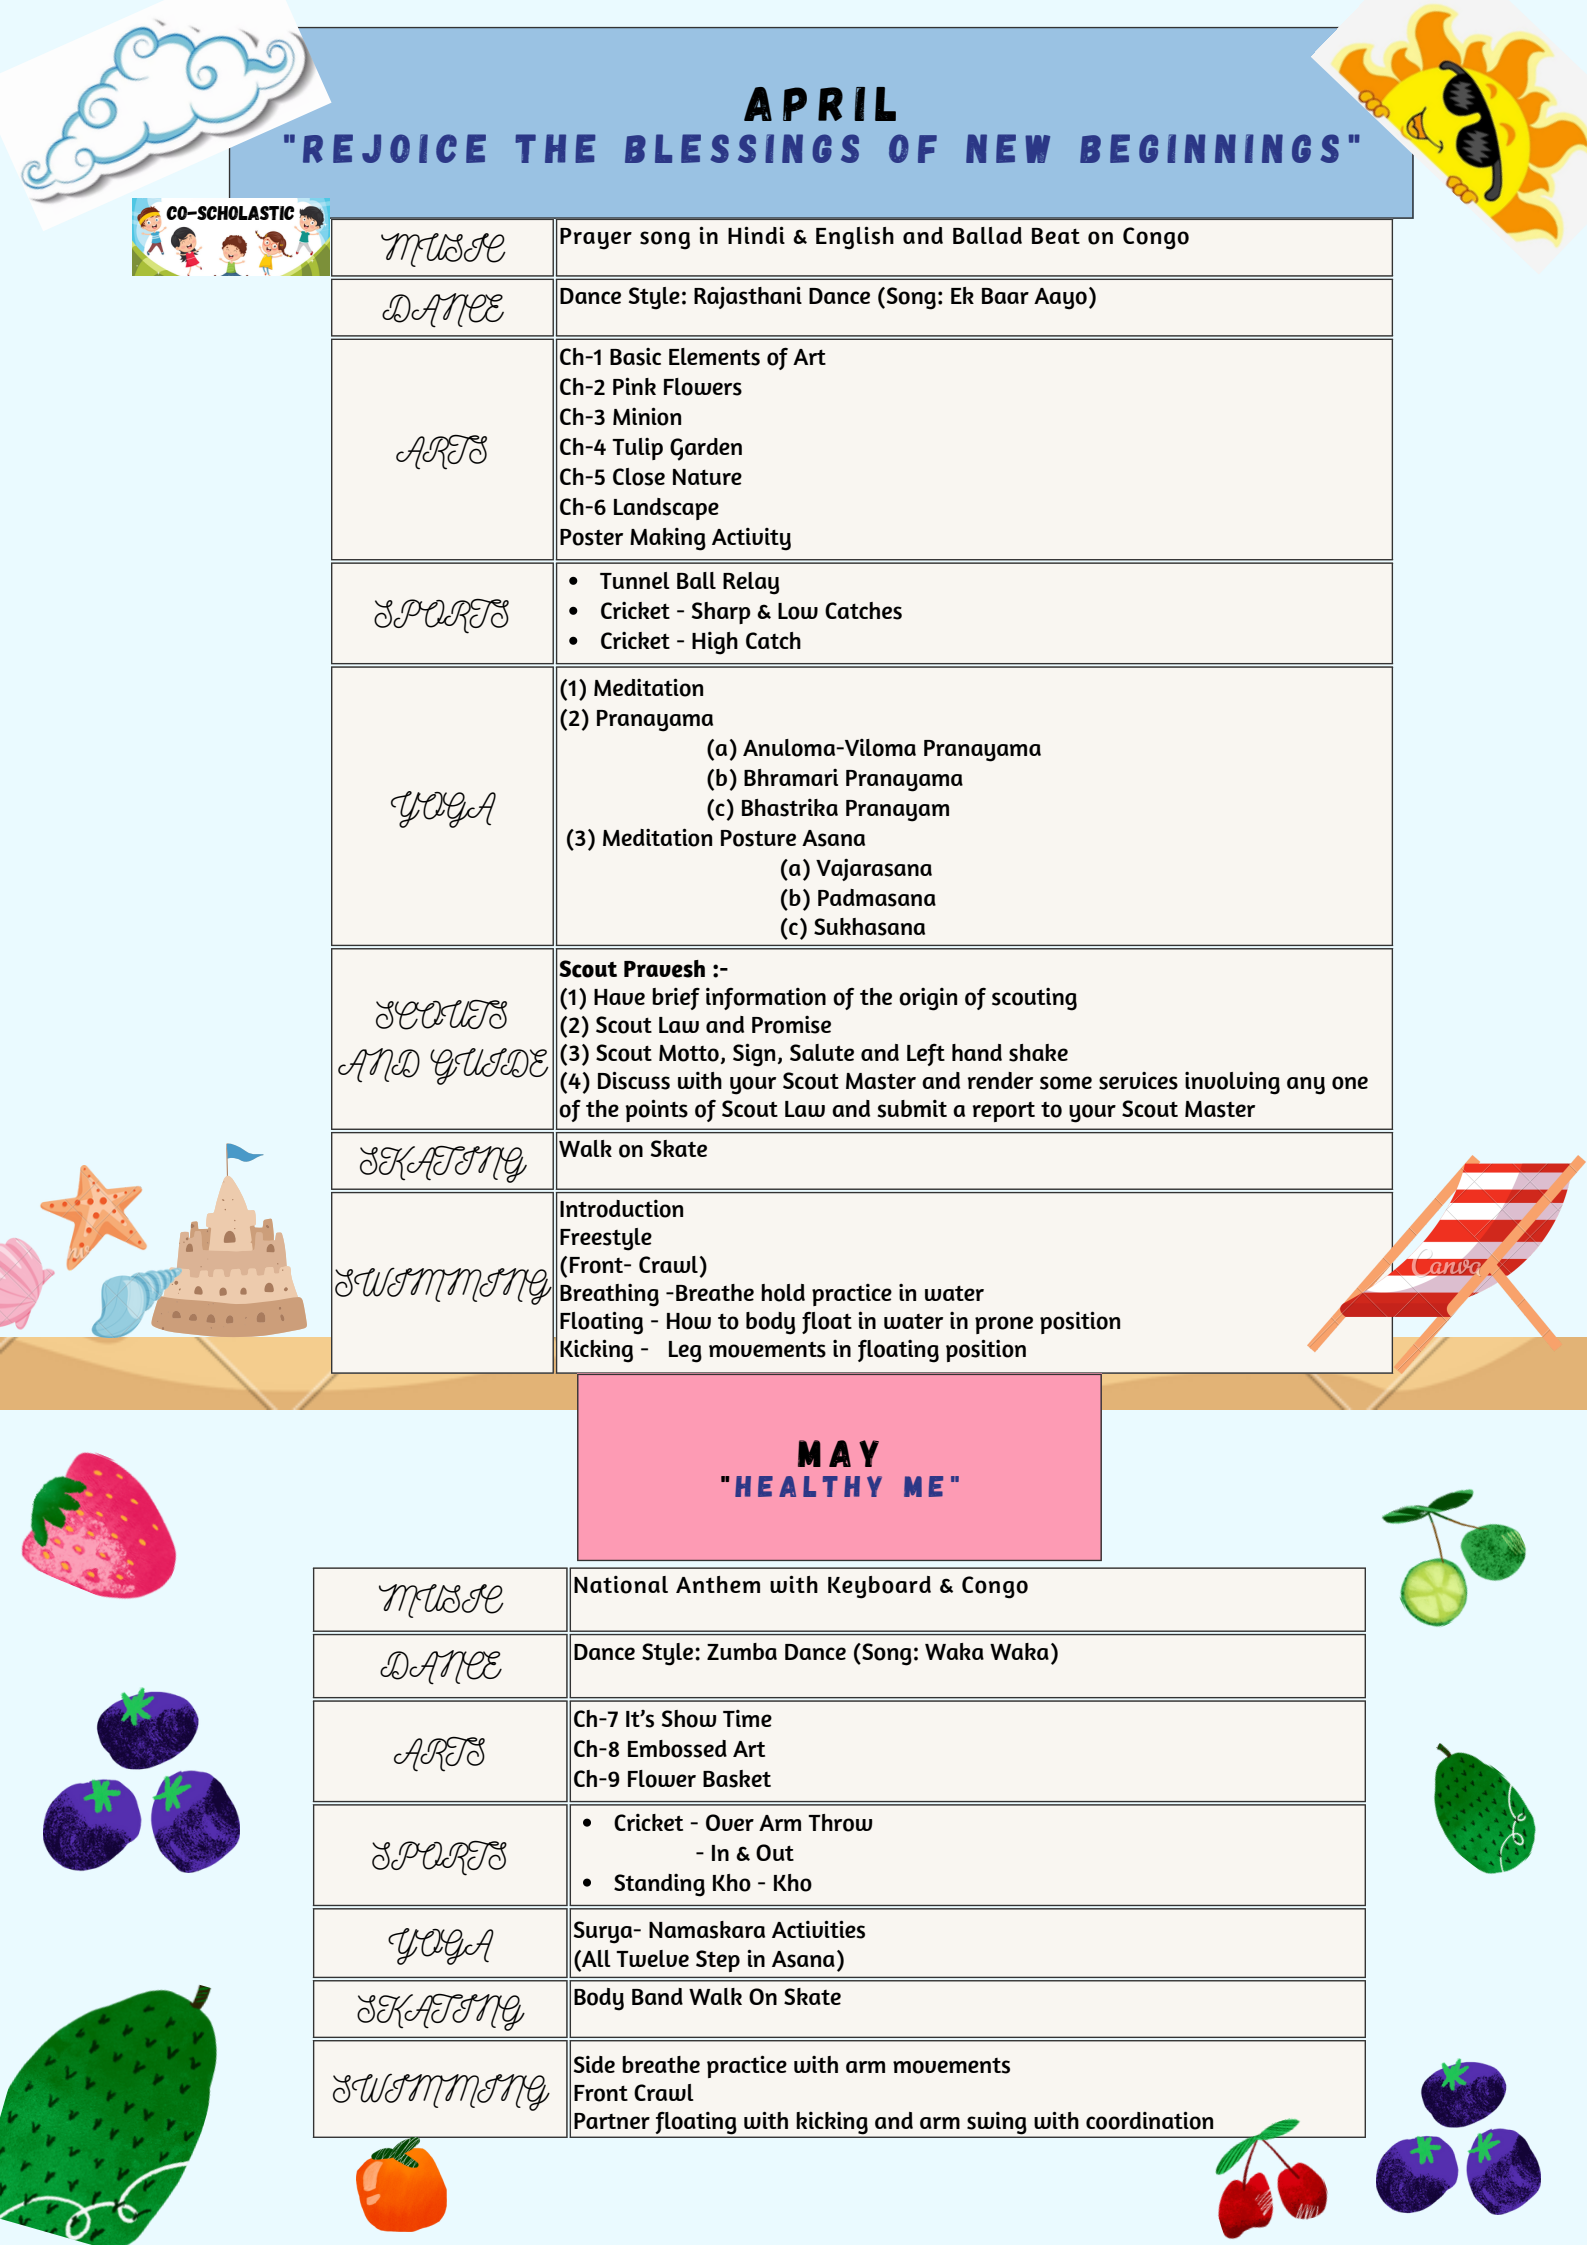 APRIL
"REJOICE THE BLESSINGS OF NEW BEGINNINGS"
CO-SCHOLASTIC
MUSIC
Prayer song in Hindi & English and Ballad Beat on Congo
DANCE
Dance Style: Rajasthani Dance (Song: Ek Baar Aayo)
ARTS
Ch-1 Basic Elements of Art
Ch-2 Pink Flowers
Ch-3 Minion
Ch-4 Tulip Garden
Ch-5 Close Nature
Ch-6 Landscape
Poster Making Activity
SPORTS
• Tunnel Ball Relay
• Cricket - Sharp & Low Catches
• Cricket - High Catch
YOGA
(1) Meditation
(2) Pranayama
(a) Anuloma-Viloma Pranayama
(b) Bhramari Pranayama
(c) Bhastrika Pranayam
(3) Meditation Posture Asana
(a) Vajarasana
(b) Padmasana
(c) Sukhasana
SCOUTS
AND GUIDE
Scout Pravesh :-
(1) Have brief information of the origin of scouting
(2) Scout Law and Promise
(3) Scout Motto, Sign, Salute and Left hand shake
(4) Discuss with your Scout Master and render some services involving any one
of the points of Scout Law and submit a report to your Scout Master
SKATING
Walk on Skate
SWIMMING
Introduction
Freestyle
(Front- Crawl)
Breathing -Breathe hold practice in water
Floating - How to body float in water in prone position
Kicking - Leg movements in floating position
Canva
MAY
"HEALTHY ME"
MUSIC
National Anthem with Keyboard & Congo
DANCE
Dance Style: Zumba Dance (Song: Waka Waka)
ARTS
Ch-7 It’s Show Time
Ch-8 Embossed Art
Ch-9 Flower Basket
SPORTS
• Cricket - Over Arm Throw
- In & Out
• Standing Kho - Kho
YOGA
Surya- Namaskara Activities
(All Twelve Step in Asana)
SKATING
Body Band Walk On Skate
SWIMMING
Side breathe practice with arm movements
Front Crawl
Partner floating with kicking and arm swing with coordination